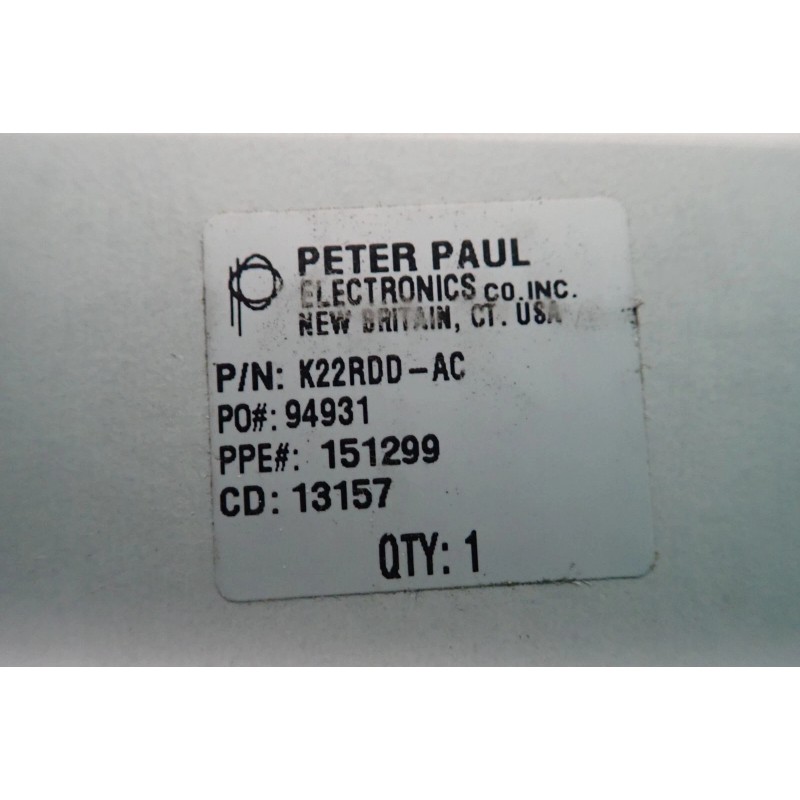 PETER PAUL
ELECTRONICS CO. INC.
NEW BRITAIN, CT. USA
P/N: K22RDD-AC
PO#: 94931
PPE#: 151299
CD: 13157
QTY: 1